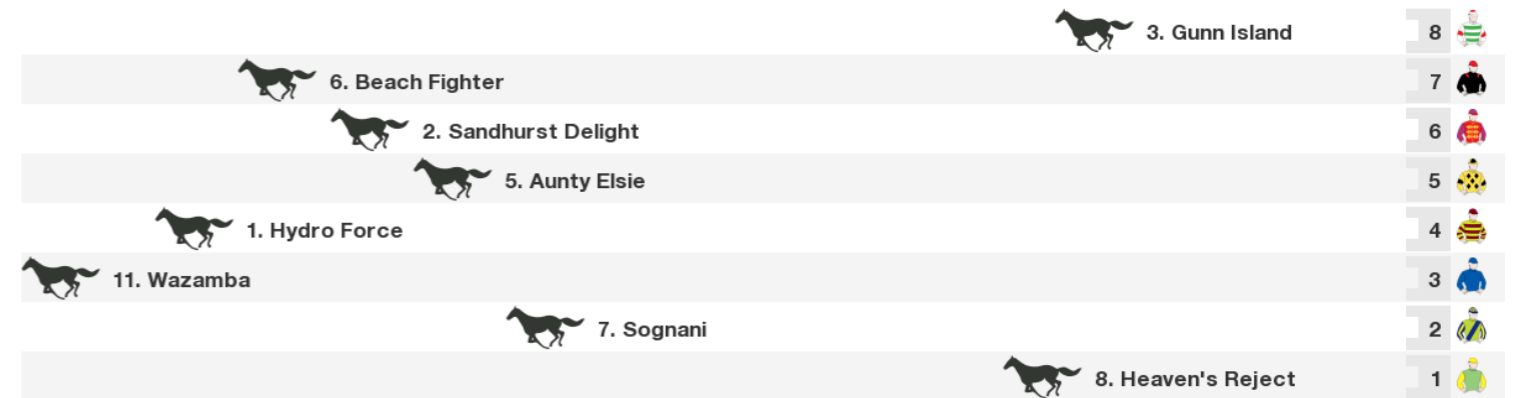 3. Gunn Island 8
6. Beach Fighter 7
2. Sandhurst Delight 6
5. Aunty Elsie 5
1. Hydro Force 4
11. Wazamba 3
7. Sognani 2
8. Heaven's Reject 1